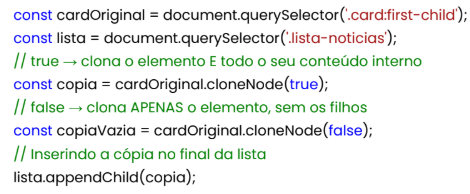 const cardOriginal = document.querySelector('.card:first-child');
const lista = document.querySelector('.lista-noticias');
// true → clona o elemento E todo o seu conteúdo interno
const copia = cardOriginal.cloneNode(true);
// false → clona APENAS o elemento, sem os filhos
const copiaVazia = cardOriginal.cloneNode(false);
// Inserindo a cópia no final da lista
lista.appendChild(copia);